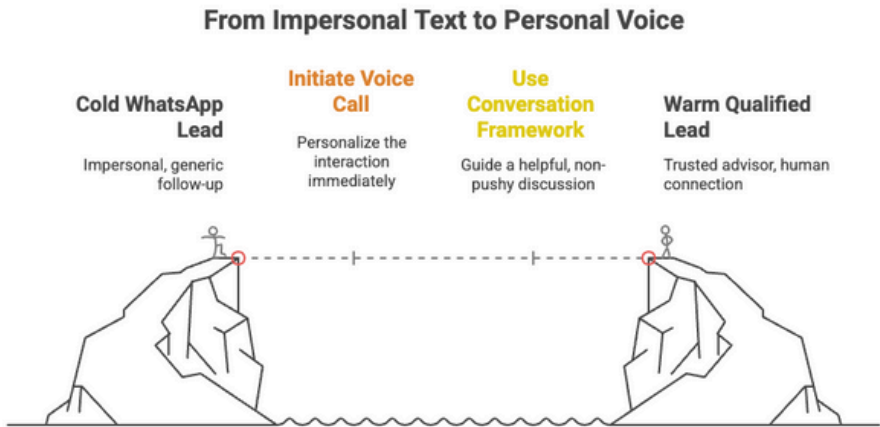 From Impersonal Text to Personal Voice
Cold WhatsApp
Lead
Impersonal, generic
follow-up
Initiate Voice
Call
Personalize the
interaction
immediately
Use
Conversation
Framework
Guide a helpful, non-
pushy discussion
Warm Qualified
Lead
Trusted advisor, human
connection